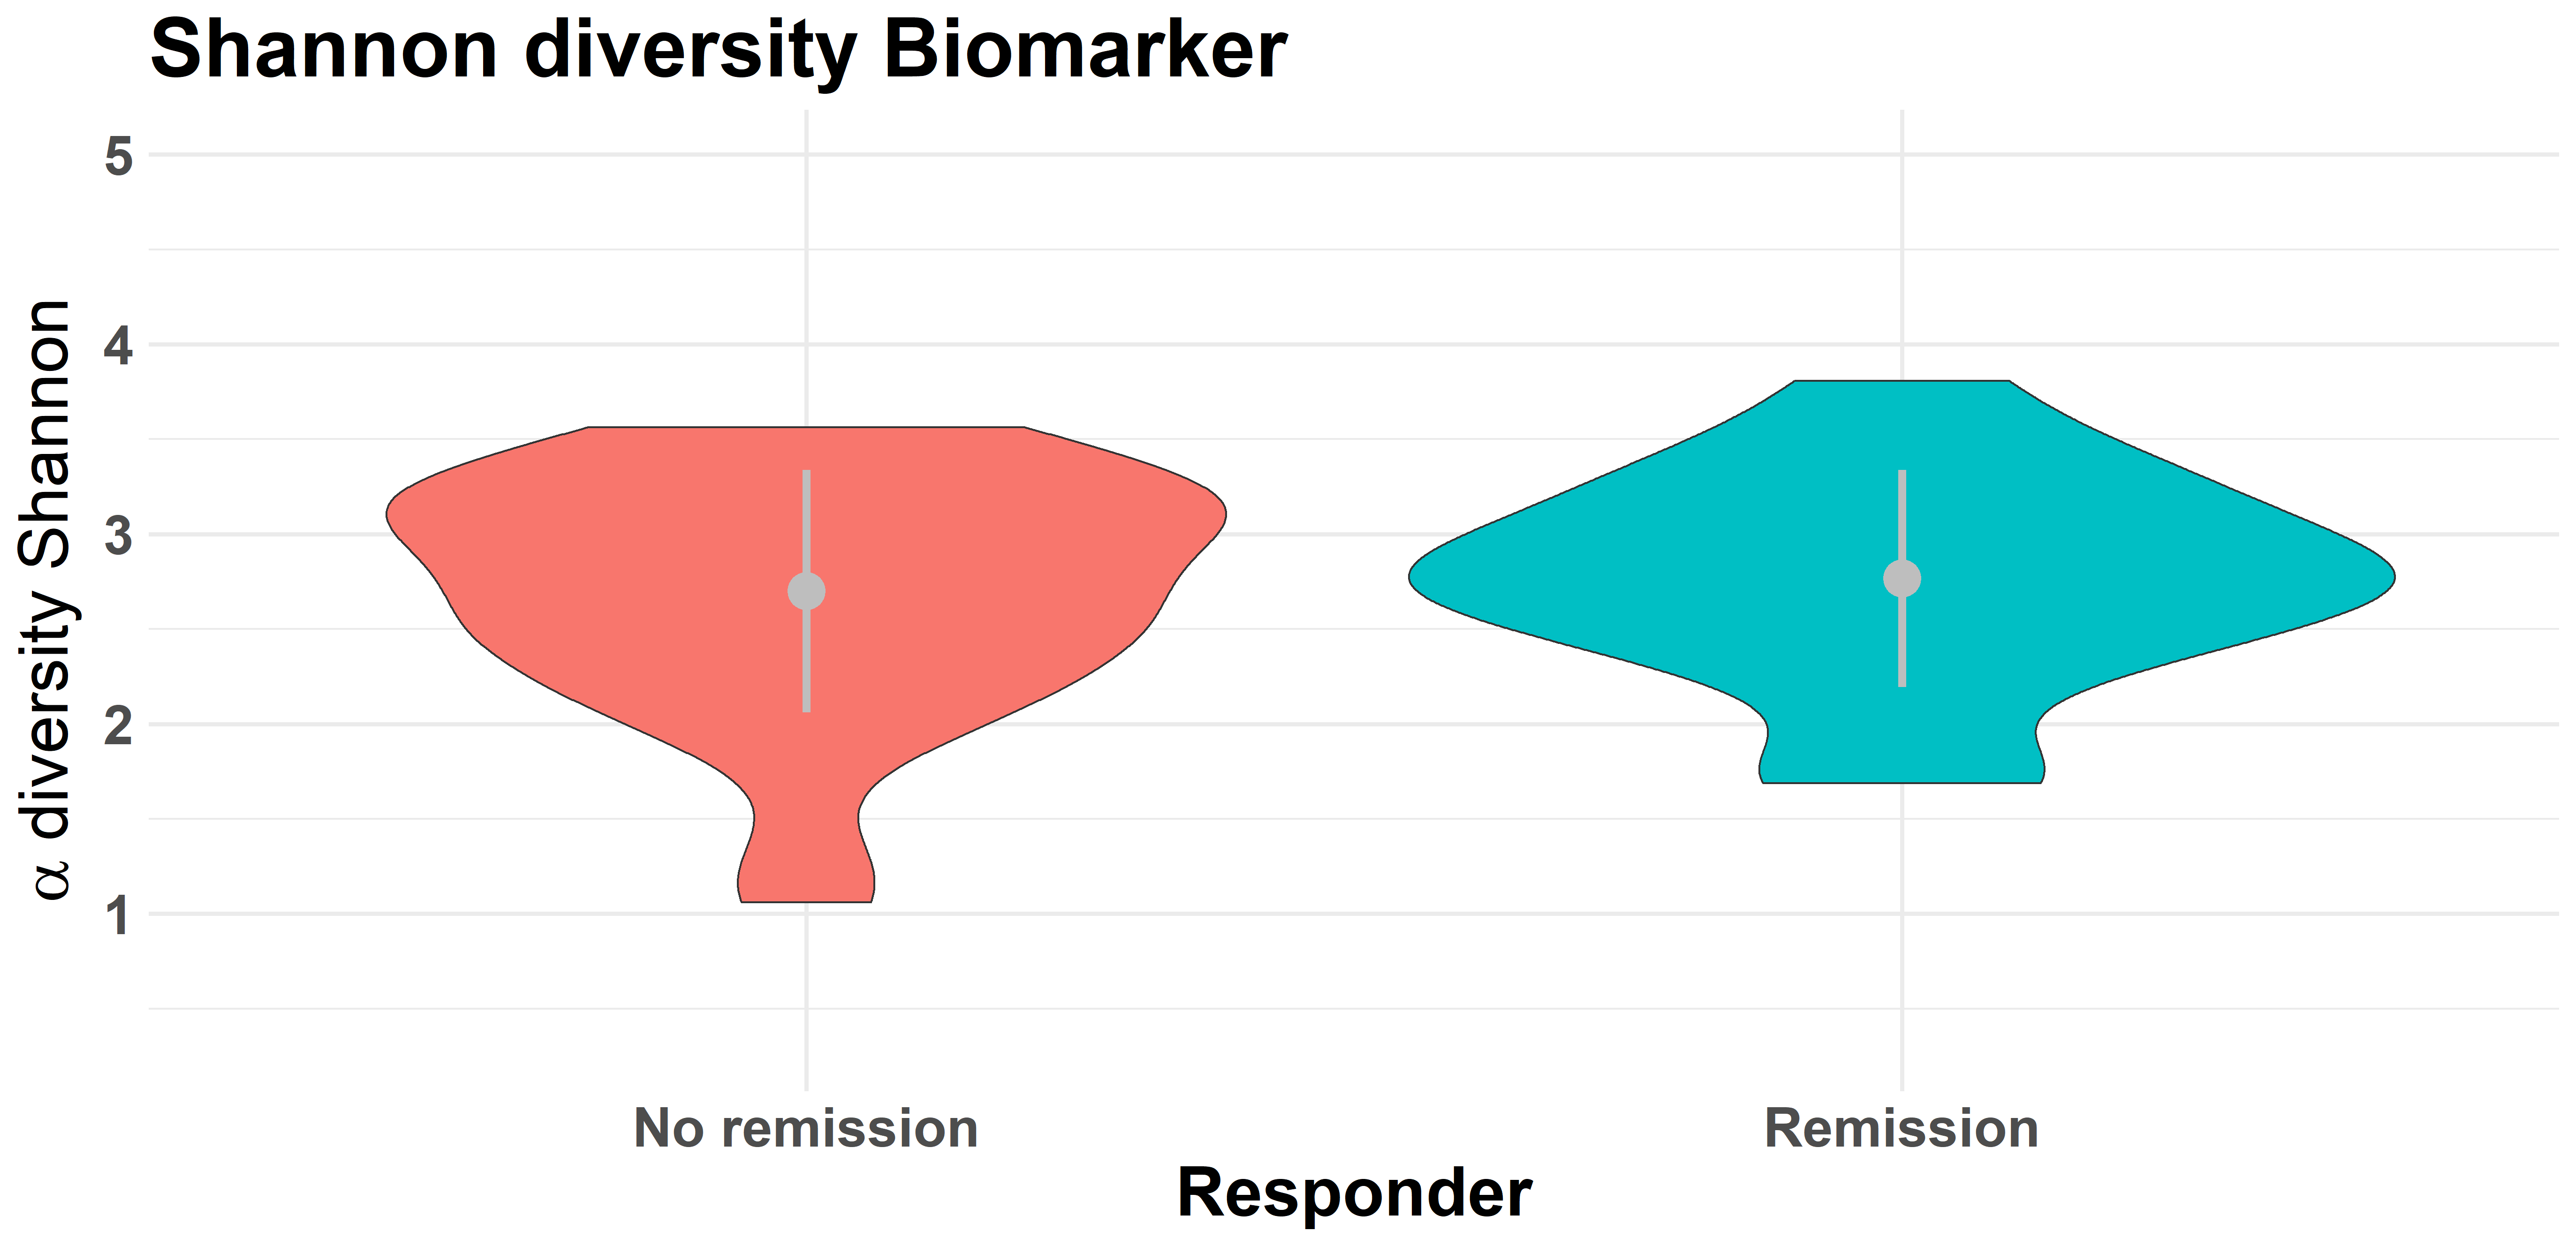 Shannon diversity Biomarker
α diversity Shannon
5
4
3
2
1
No remission
Remission
Responder